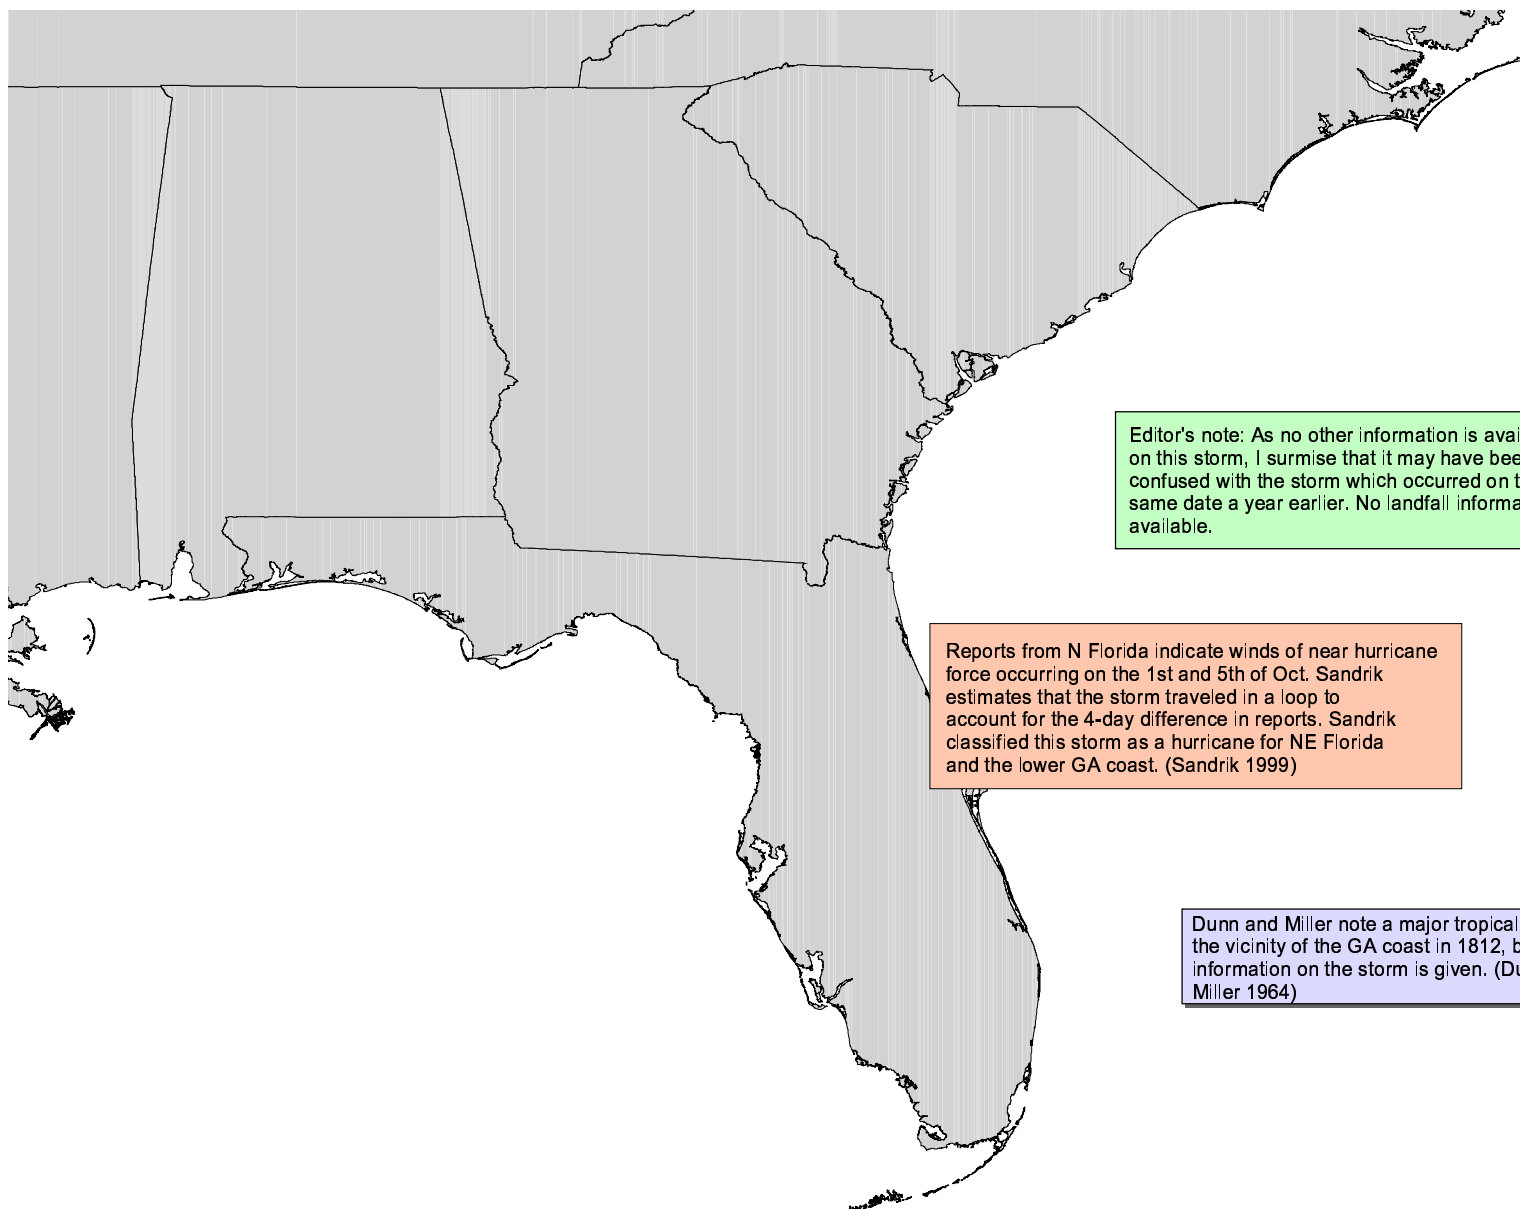 Editor's note: As no other information is avai
on this storm, I surmise that it may have bee
confused with the storm which occurred on t
same date a year earlier. No landfall informa
available.
Reports from N Florida indicate winds of near hurricane
force occurring on the 1st and 5th of Oct. Sandrik
estimates that the storm traveled in a loop to
account for the 4-day difference in reports. Sandrik
classified this storm as a hurricane for NE Florida
and the lower GA coast. (Sandrik 1999)
Dunn and Miller note a major tropical
the vicinity of the GA coast in 1812, b
information on the storm is given. (Du
Miller 1964)